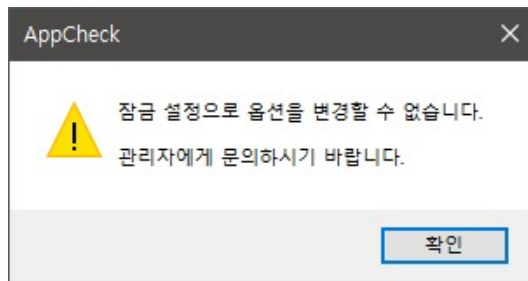 AppCheck
잠금 설정으로 옵션을 변경할 수 없습니다.
관리자에게 문의하시기 바랍니다.
확인